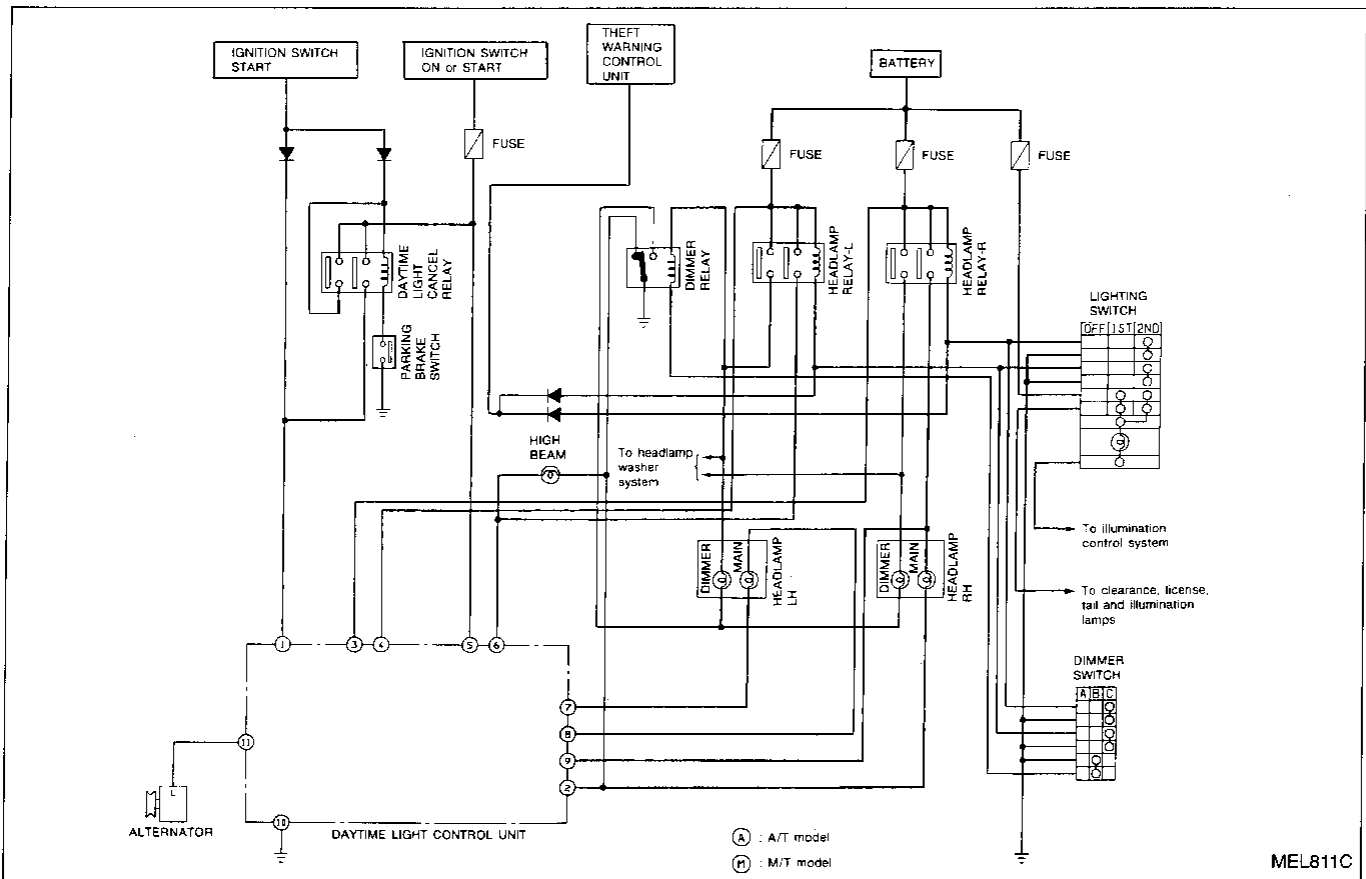 IGNITION SWITCH
START
IGNITION SWITCH
ON or START
THEFT
WARNING
CONTROL
UNIT
BATTERY
FUSE
FUSE
FUSE
FUSE
DAYTIME
LIGHT
CANCEL
RELAY
DIMMER
RELAY
HEADLAMP
RELAY-L
HEADLAMP
RELAY-R
LIGHTING
SWITCH
OFF 1ST 2ND
PARKING
BRAKE
SWITCH
HIGH
BEAM
To headlamp
washer
system
To illumination
control system
DIMMER
MAIN
HEADLAMP
LH
DIMMER
MAIN
HEADLAMP
RH
To clearance, license,
tail and illumination
lamps
1
3
4
5
6
DIMMER
SWITCH
A B C
7
8
9
2
11
L
ALTERNATOR
10
DAYTIME LIGHT CONTROL UNIT
A : A/T model
M : M/T model
MEL811C